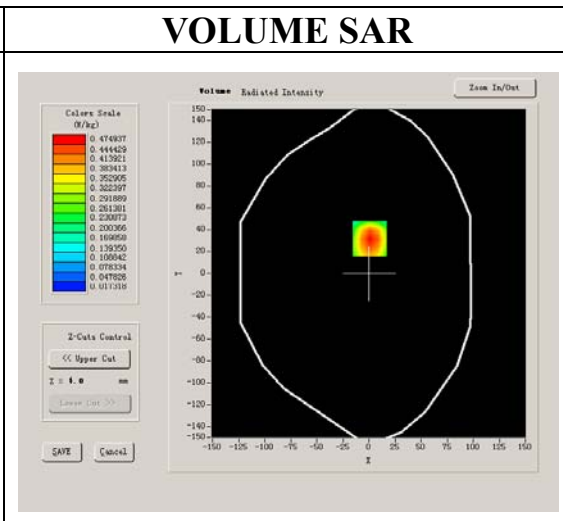 VOLUME SAR
Volume Radiated Intensity
Zoom In/Out
Colors Scale
(W/kg)
0.474937
0.444429
0.413921
0.383413
0.352905
0.322397
0.291889
0.261381
0.230873
0.200366
0.169858
0.139350
0.108842
0.078334
0.047826
0.017318
Z-Cuts Control
<< Upper Cut
Z = 4.0 mm
Lower Cut >>
SAVE Cancel
150
140
120
100
80
60
40
20
0
-20
-40
-60
-80
-100
-120
-140
-150
Y
-150 -125 -100 -75 -50 -25 0 25 50 75 100 125 150
X